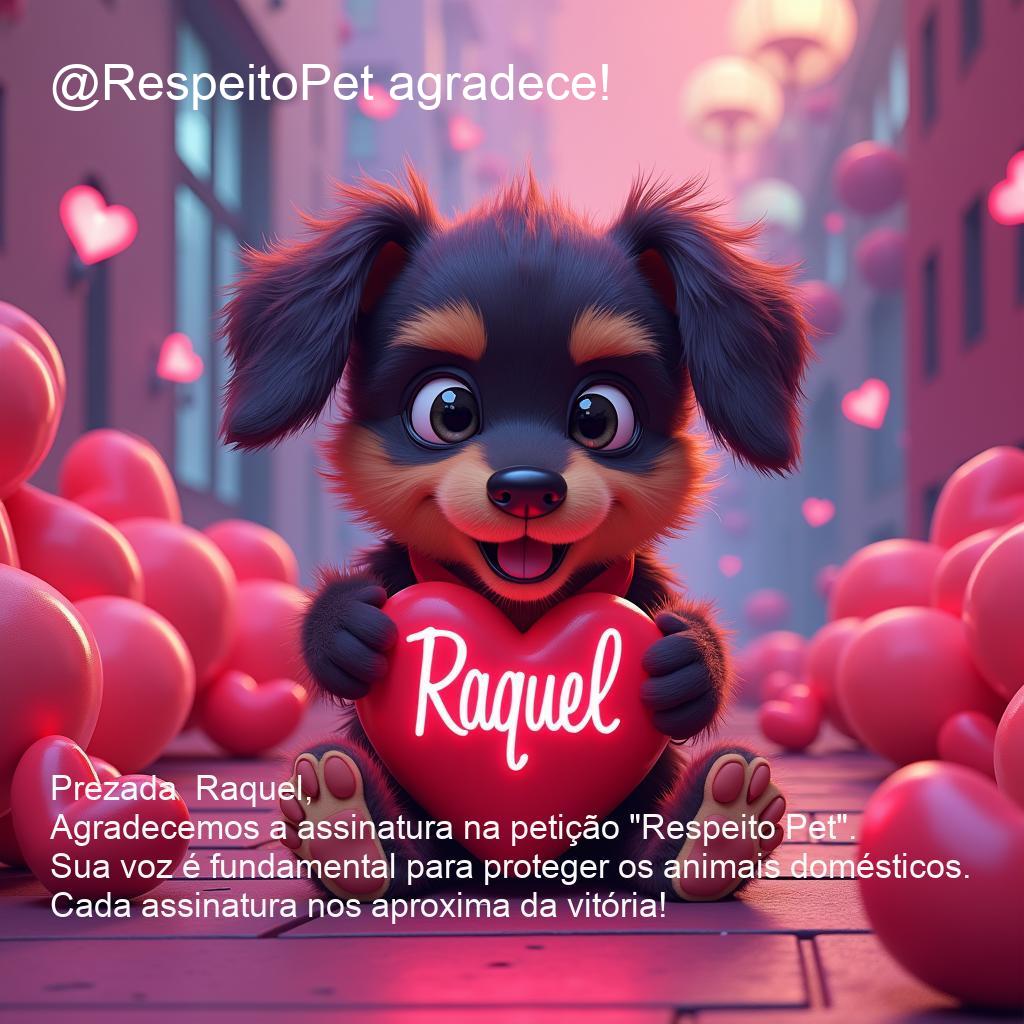 @RespeitoPet agradece!
Raquel
Prezada  Raquel,
Agradecemos a assinatura na petição "Respeito Pet".
Sua voz é fundamental para proteger os animais domésticos.
Cada assinatura nos aproxima da vitória!